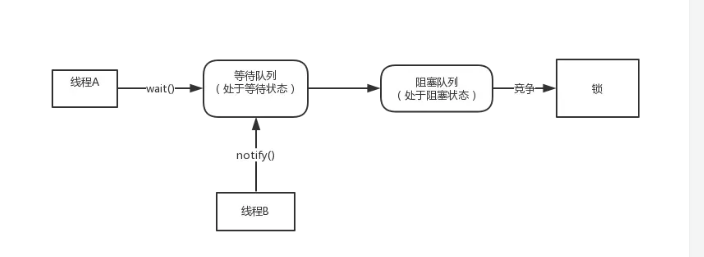 线程A
wait()
等待队列
（处于等待状态）
阻塞队列
（处于阻塞状态）
竞争
锁
notify()
线程B